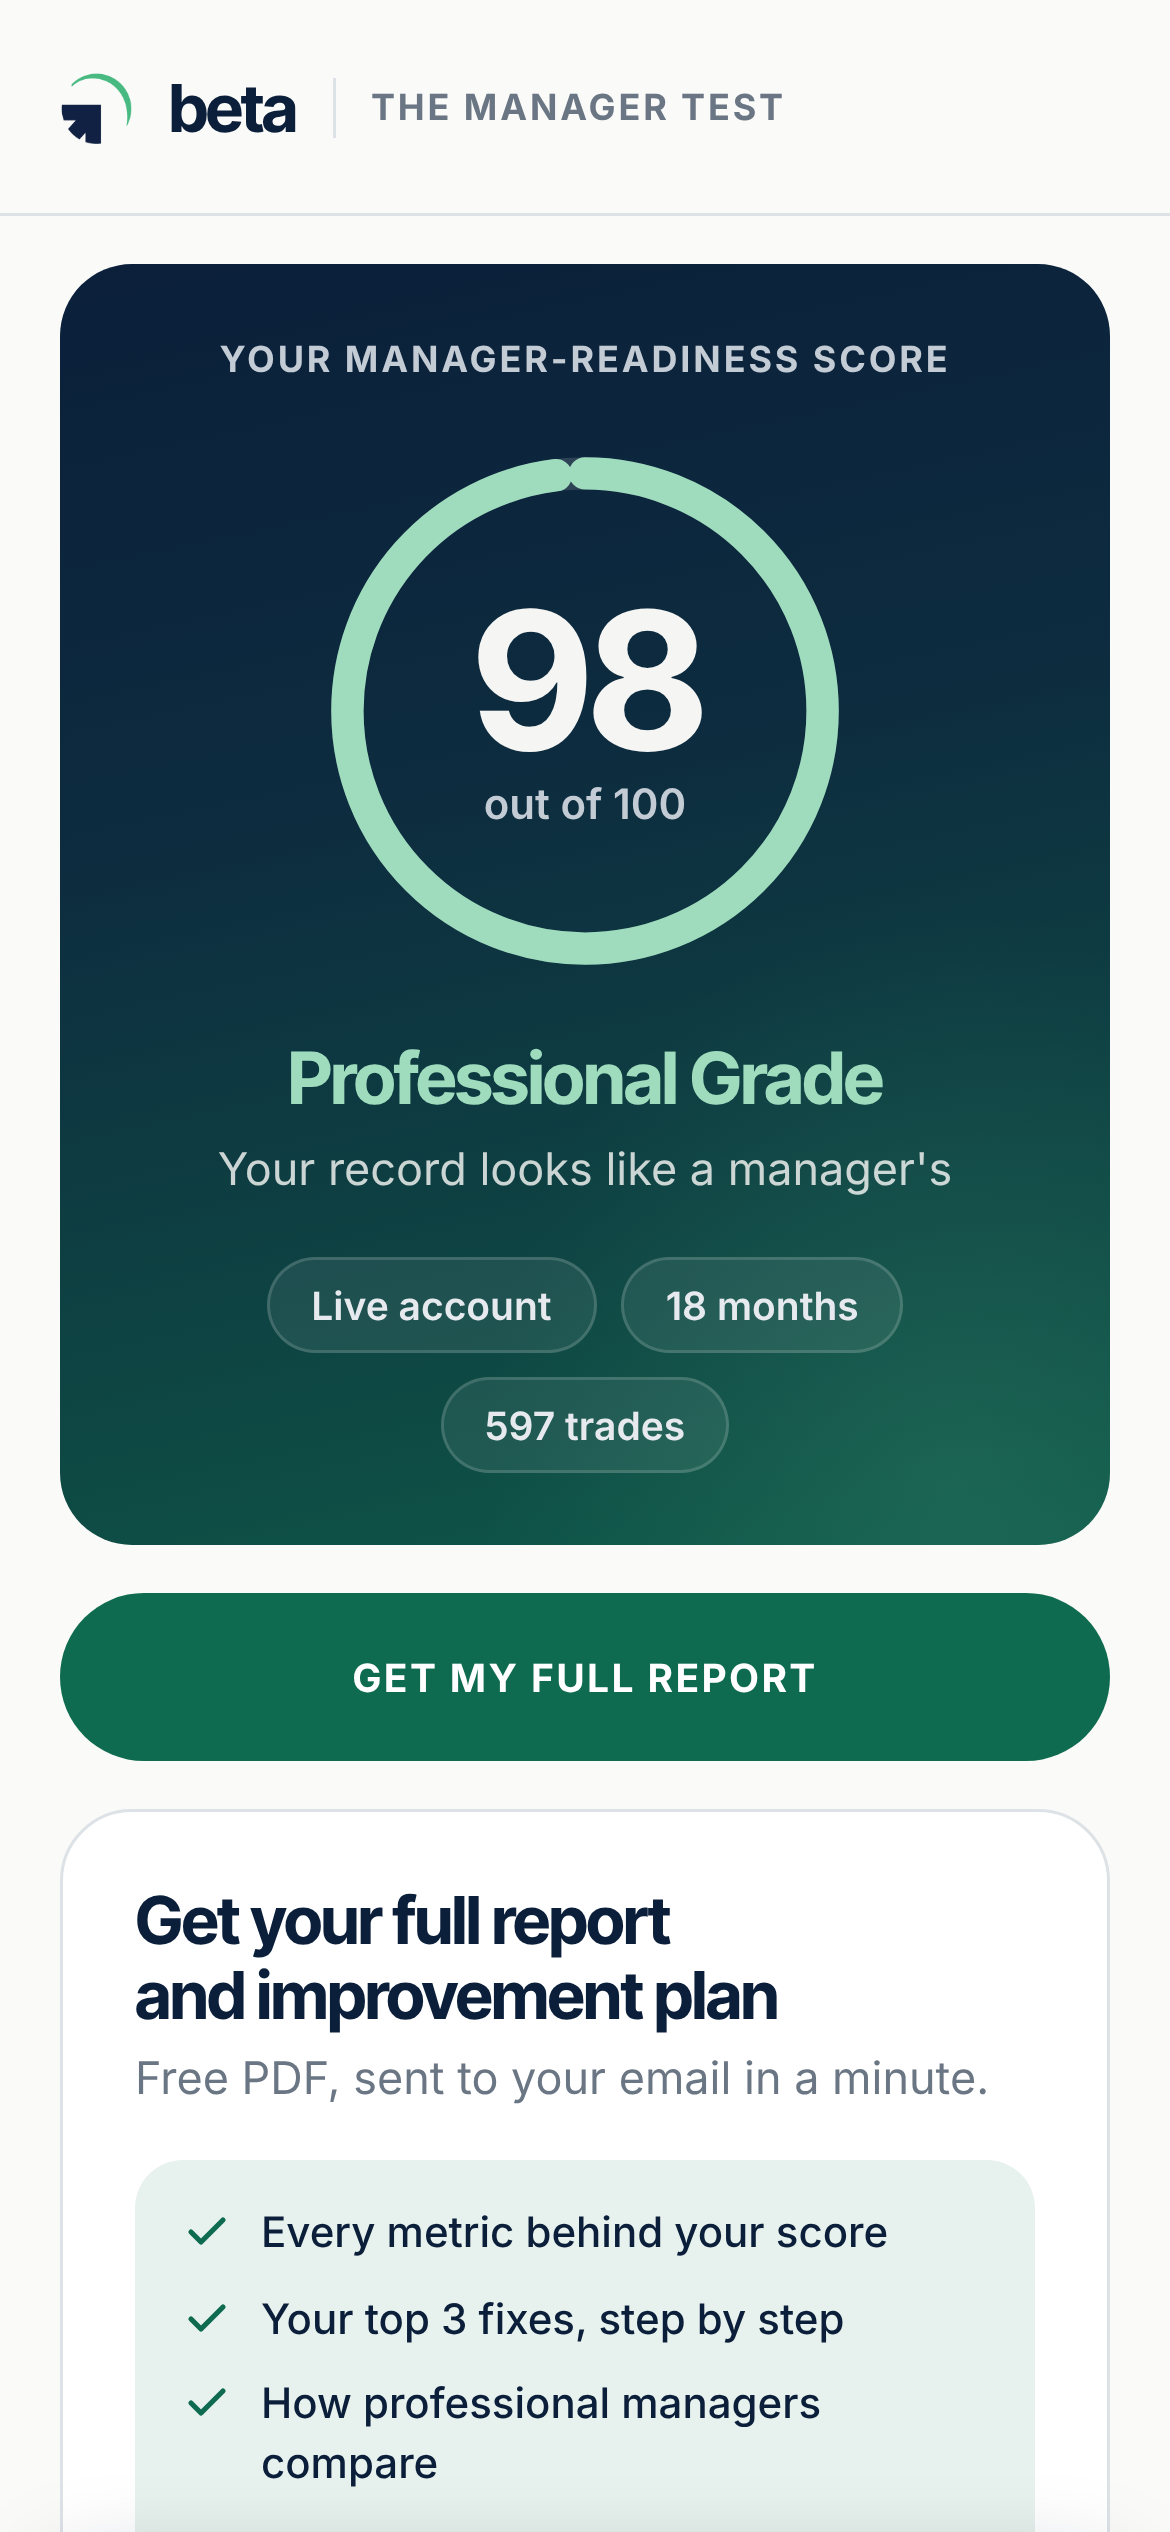 beta
THE MANAGER TEST
YOUR MANAGER-READINESS SCORE
98
out of 100
Professional Grade
Your record looks like a manager's
Live account
18 months
597 trades
GET MY FULL REPORT
Get your full report
and improvement plan
Free PDF, sent to your email in a minute.
Every metric behind your score
Your top 3 fixes, step by step
How professional managers
compare